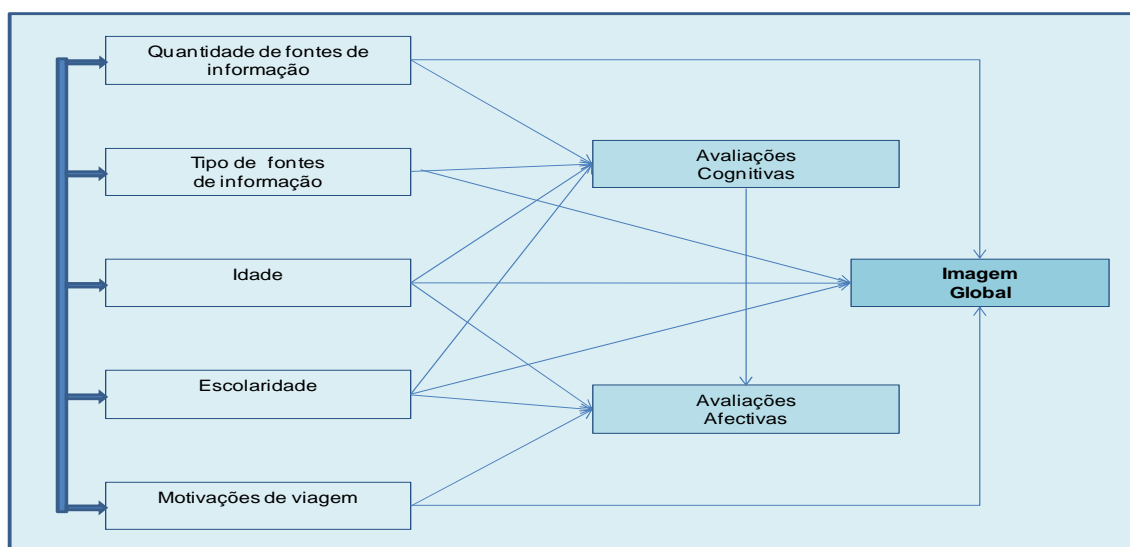 Quantidade de fontes de
informação
Tipo de fontes
de informação
Idade
Escolaridade
Motivações de viagem
Avaliações
Cognitivas
Avaliações
Afectivas
Imagem
Global